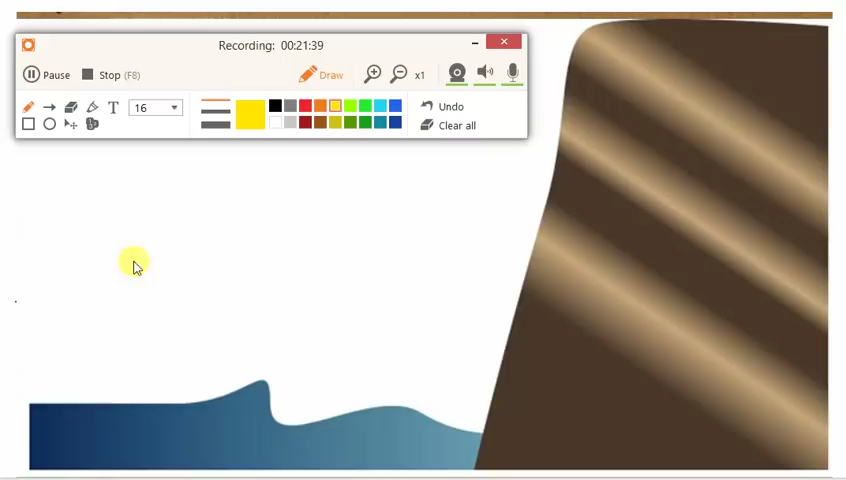 Recording: 00:21:39
Pause
Stop (F8)
Draw
x1
T
16
Undo
Clear all